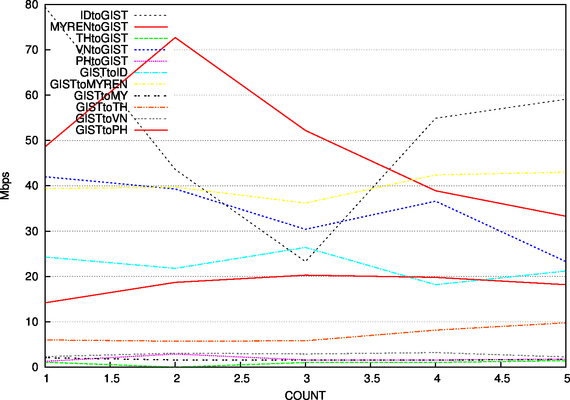 80
70
60
50
40
30
20
10
0
Mbps
IDtoGIST
MYRENtoGIST
THtoGIST
VNtoGIST
PHtoGIST
GISTtoID
GISTtoMYREN
GISTtoMY
GISTtoTH
GISTtoVN
GISTtoPH
1 1.5 2 2.5 3 3.5 4 4.5 5
COUNT